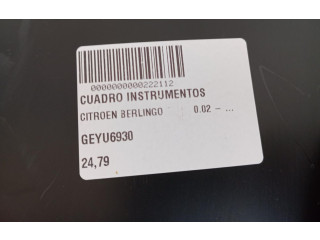 0000000000222112
CUADRO INSTRUMENTOS
CITROEN BERLINGO 0.02 - ...
GEYU6930
24,79